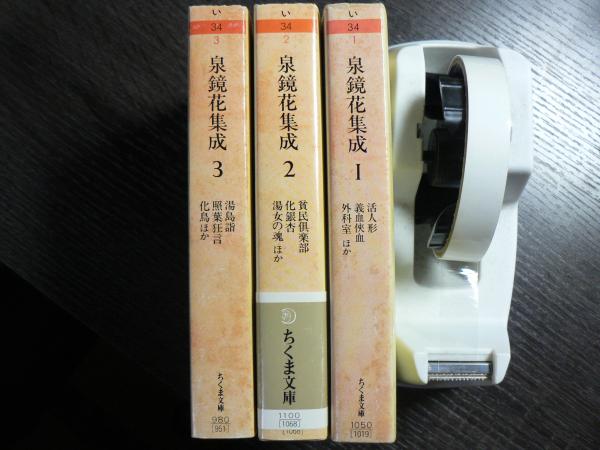 い
34
3
泉鏡花集成
3
湯島詣
照葉狂言
化鳥ほか
ちくま文庫
980
[951]
い
34
2
泉鏡花集成
2
貧民倶楽部
化銀杏
湯女の魂 ほか
ちくま文庫
1100
[1068]
[1068]
い
34
1
泉鏡花集成
1
活人形
義血侠血
外科室 ほか
ちくま文庫
1050
[1019]